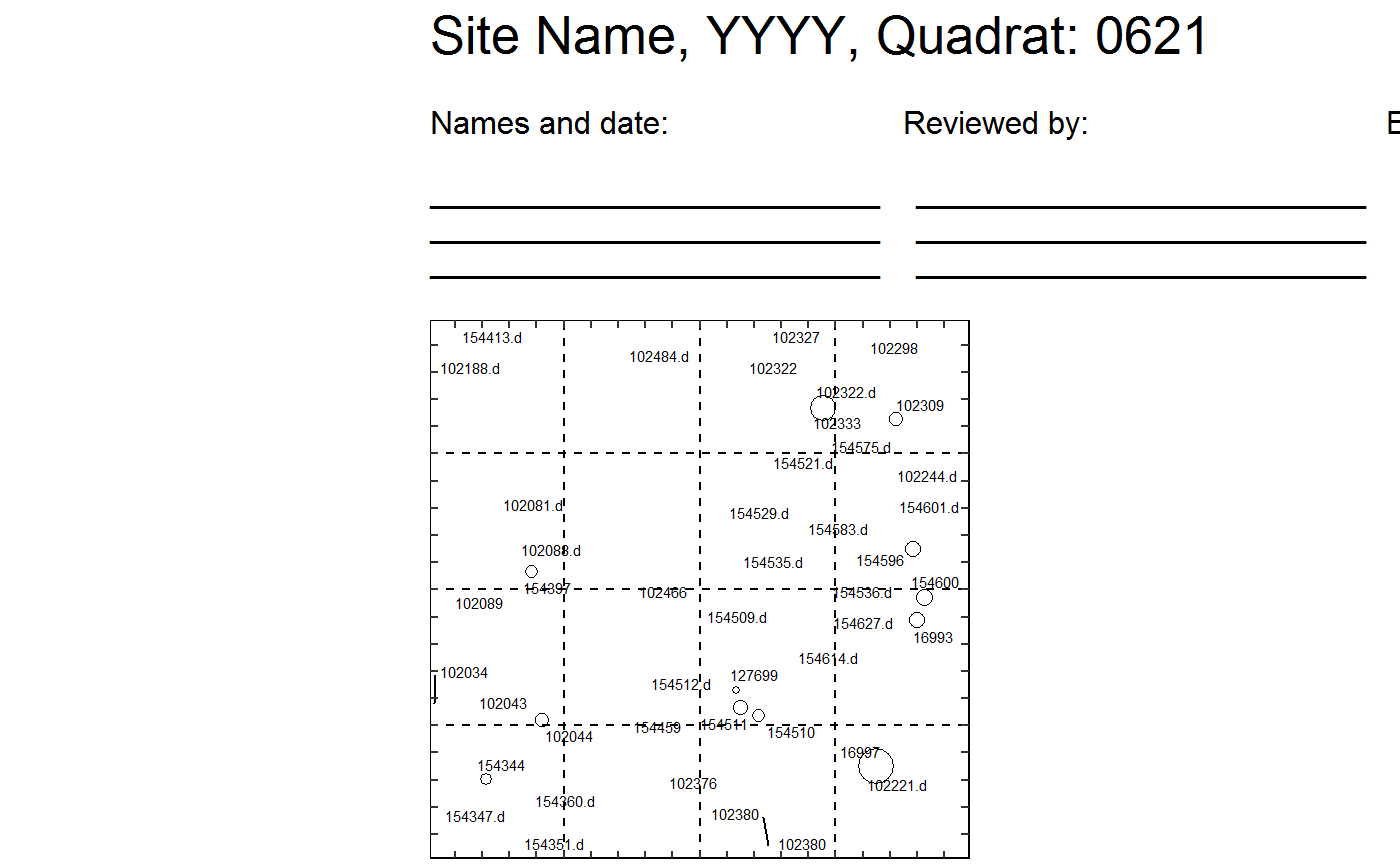 Site Name, YYYY, Quadrat: 0621
Names and date: Reviewed by: E
154413.d 102327
102298
102484.d
102188.d 102322
102322.d
102309
102333
154575.d
154521.d
102244.d
102081.d 154601.d
154529.d
154583.d
102088.d
154535.d 154596
154600
154397 102466 154536.d
102089
154509.d
154627.d
16993
154614.d
102034 127699
154512.d
102043
154459 154511
102044 154510
16997
154344
102376 102221.d
154360.d
154347.d 102380
154351.d 102380